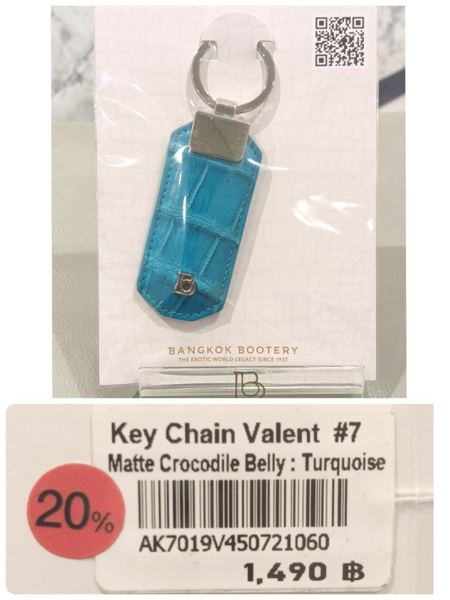 B
BANGKOK BOOTERY
THE EXOTIC WORLD LEGACY SINCE 1937
B
Key Chain Valent #7
Matte Crocodile Belly : Turquoise
20%
AK7019V450721060
1,490 ฿